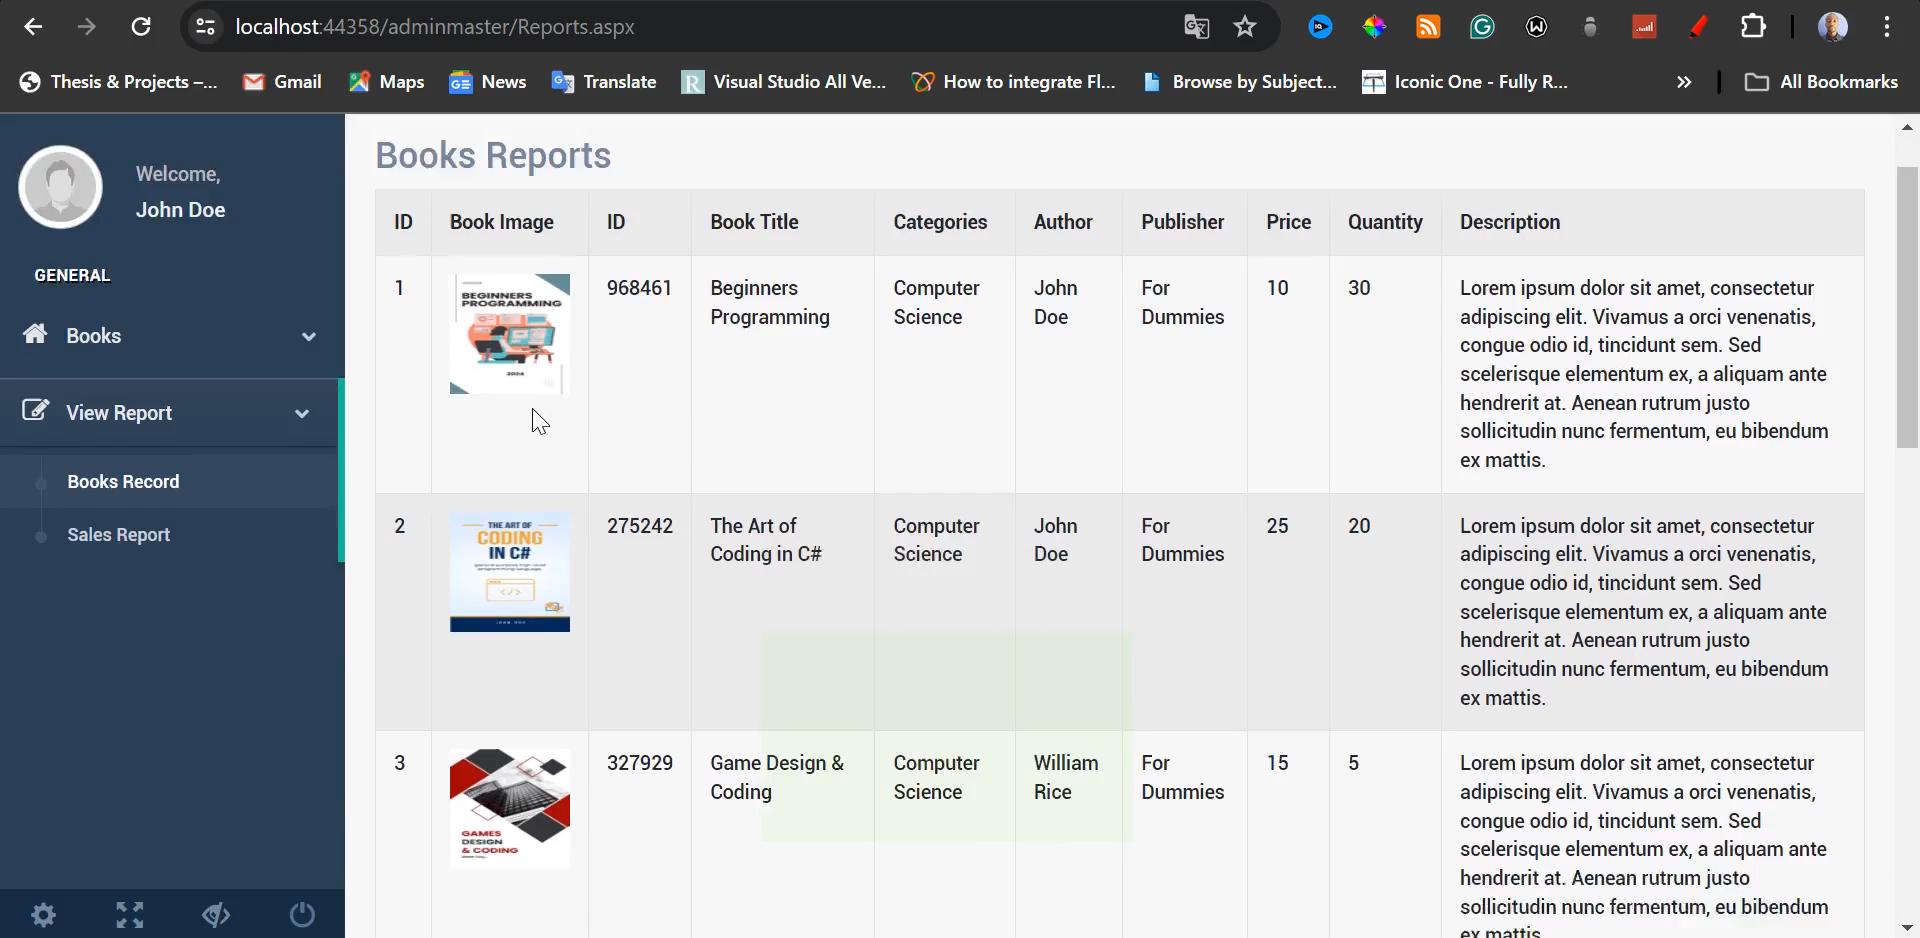 localhost:44358/adminmaster/Reports.aspx
Thesis & Projects –... Gmail Maps News Translate Visual Studio All Ve... How to integrate Fl... Browse by Subject... Iconic One - Fully R... » All Bookmarks
Welcome,
John Doe
GENERAL
Books
View Report
Books Record
Sales Report
Books Reports
ID Book Image ID Book Title Categories Author Publisher Price Quantity Description
1
BEGINNERS
PROGRAMMING
2024
968461
Beginners
Programming
Computer
Science
John
Doe
For
Dummies
10
30
Lorem ipsum dolor sit amet, consectetur
adipiscing elit. Vivamus a orci venenatis,
congue odio id, tincidunt sem. Sed
scelerisque elementum ex, a aliquam ante
hendrerit at. Aenean rutrum justo
sollicitudin nunc fermentum, eu bibendum
ex mattis.
2
THE ART OF
CODING
IN C#
</>
JOHN DOE
275242
The Art of
Coding in C#
Computer
Science
John
Doe
For
Dummies
25
20
Lorem ipsum dolor sit amet, consectetur
adipiscing elit. Vivamus a orci venenatis,
congue odio id, tincidunt sem. Sed
scelerisque elementum ex, a aliquam ante
hendrerit at. Aenean rutrum justo
sollicitudin nunc fermentum, eu bibendum
ex mattis.
3
GAMES
DESIGN
& CODING
327929
Game Design &
Coding
Computer
Science
William
Rice
For
Dummies
15
5
Lorem ipsum dolor sit amet, consectetur
adipiscing elit. Vivamus a orci venenatis,
congue odio id, tincidunt sem. Sed
scelerisque elementum ex, a aliquam ante
hendrerit at. Aenean rutrum justo
sollicitudin nunc fermentum, eu bibendum
ex mattis.